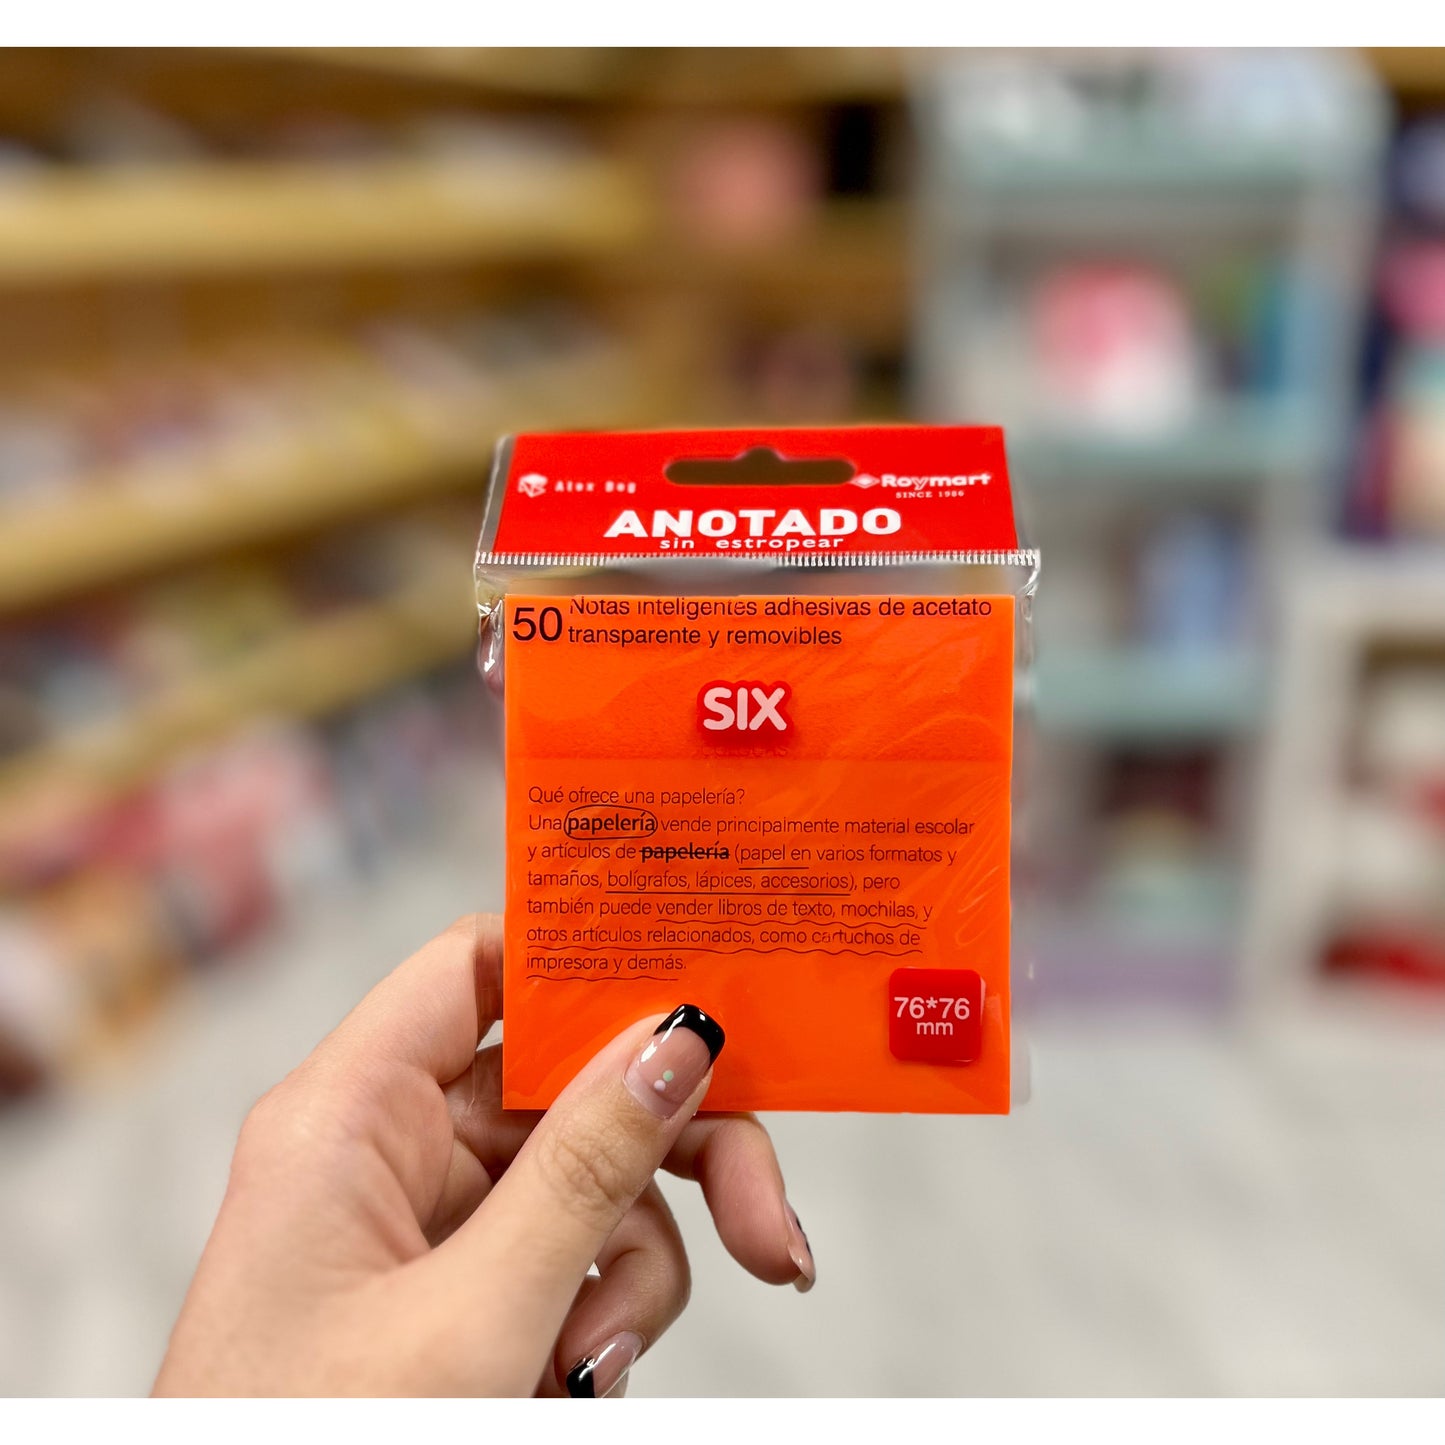 Alex Dog
Roymart
SINCE 1986
ANOTADO
sin estropear
50 Notas inteligentes adhesivas de acetato
transparente y removibles
SIX
Qué ofrece una papelería?
Una papelería vende principalmente material escolar
y artículos de papelería (papel en varios formatos y
tamaños, bolígrafos, lápices, accesorios), pero
también puede vender libros de texto, mochilas, y
otros artículos relacionados, como cartuchos de
impresora y demás.
76*76
mm